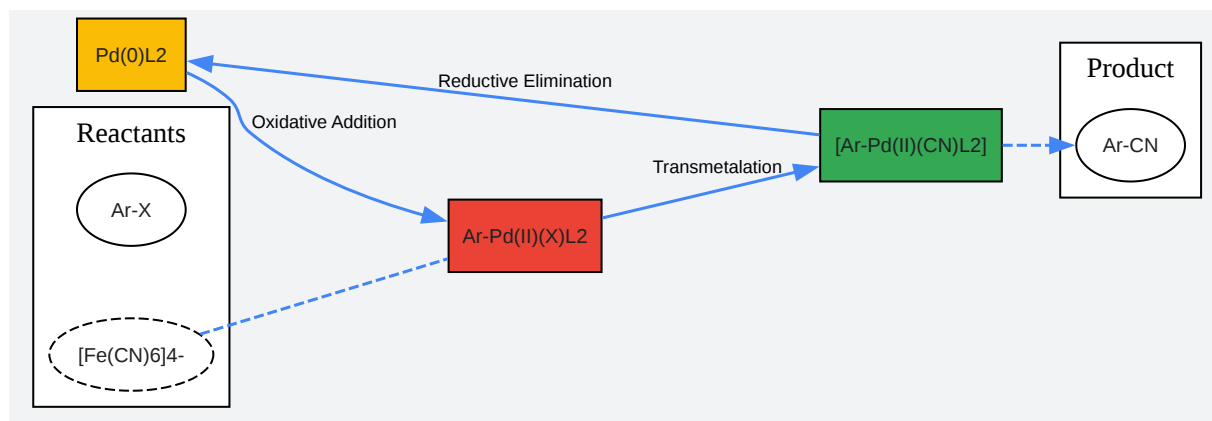 Pd(0)L2
Product
Reductive Elimination
Oxidative Addition
Reactants
[Ar-Pd(II)(CN)L2]
Ar-CN
Transmetalation
Ar-X
Ar-Pd(II)(X)L2
[Fe(CN)6]4-